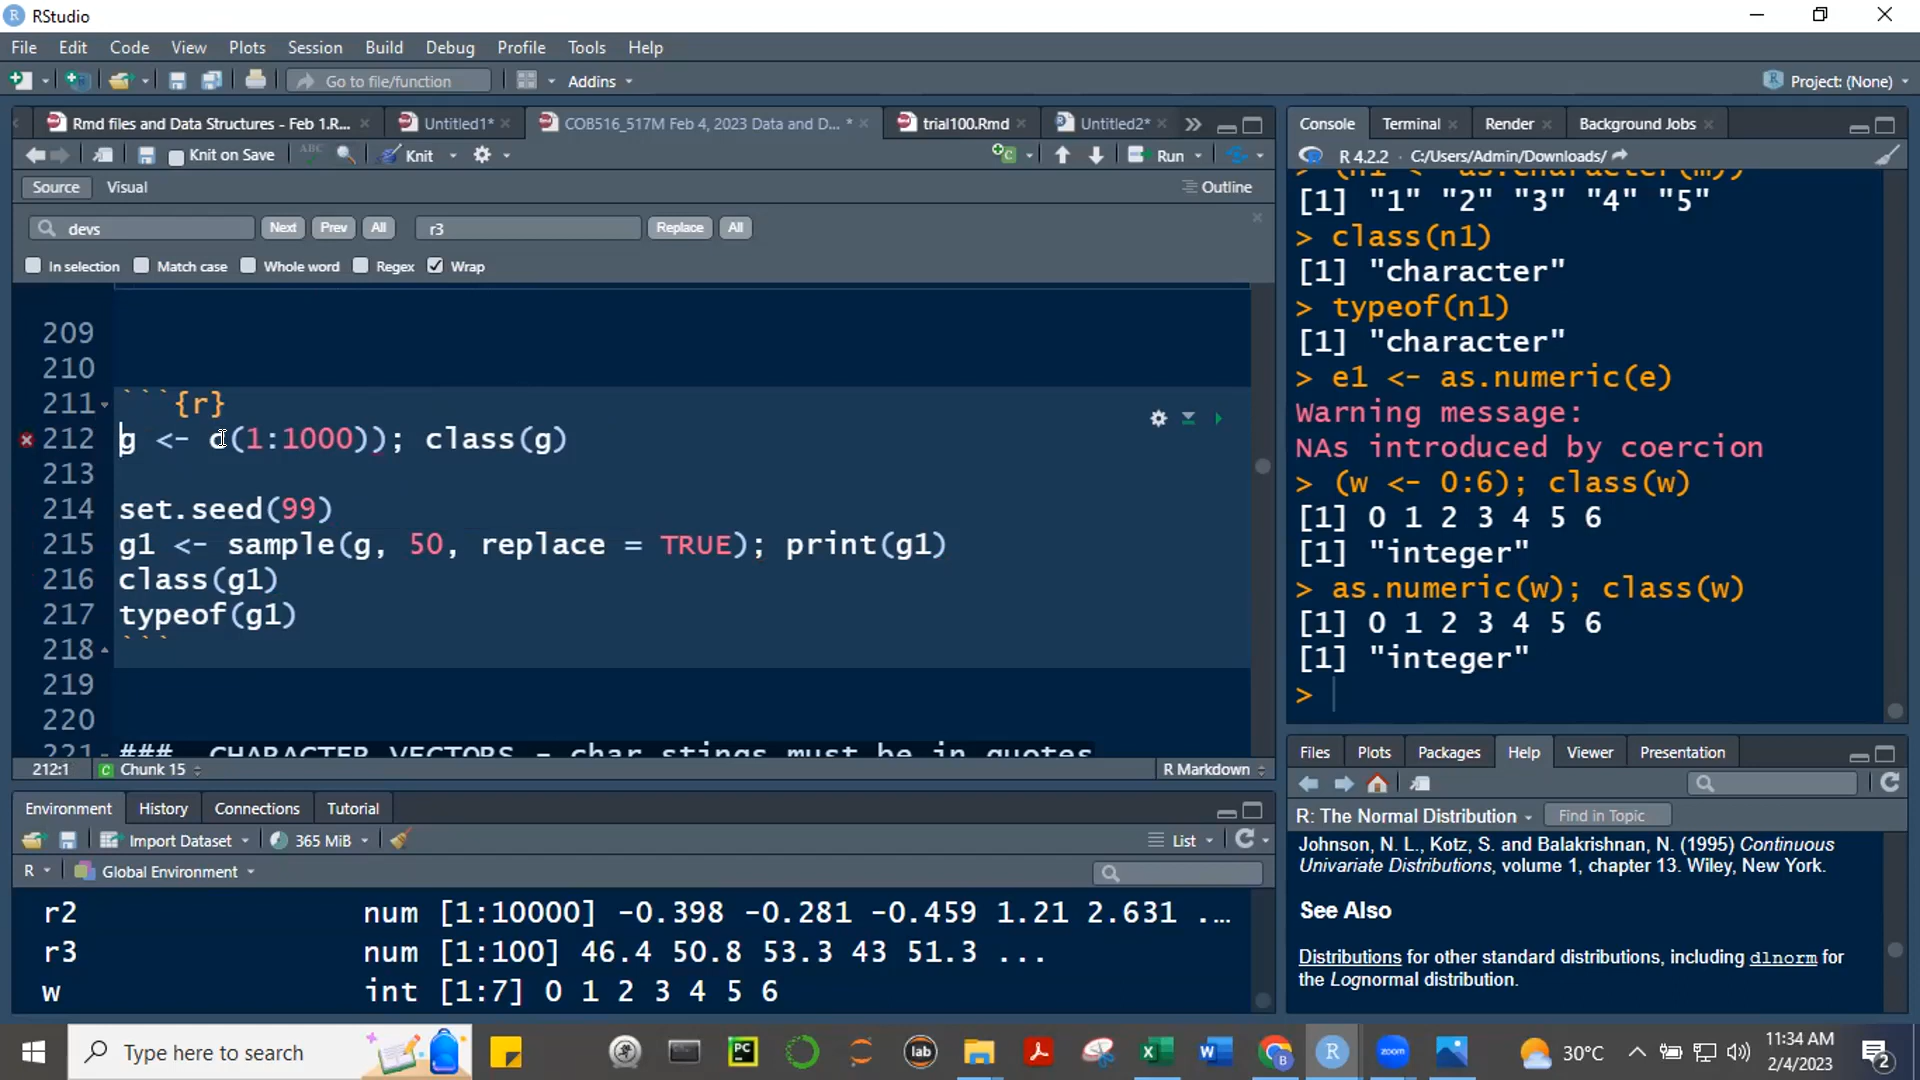 RStudio
File Edit Code View Plots Session Build Debug Profile Tools Help
Go to file/function Addins Project: (None)
Rmd files and Data Structures - Feb 1.R... Untitled1* COB516_517M Feb 4, 2023 Data and D... * trial100.Rmd Untitled2*
Knit on Save ABC Knit Run
Source Visual Outline
devs Next Prev All r3 Replace All
In selection Match case Whole word Regex Wrap
209
210
211 ```{r}
212 g <- c(1:1000)); class(g)
213
214 set.seed(99)
215 g1 <- sample(g, 50, replace = TRUE); print(g1)
216 class(g1)
217 typeof(g1)
218 ```
219
220
221 ### CHARACTER VECTORS - char stings must be in quotes
212:1 Chunk 15 R Markdown
Environment History Connections Tutorial
Import Dataset 365 MiB List
R Global Environment
r2 num [1:10000] -0.398 -0.281 -0.459 1.21 2.631 ...
r3 num [1:100] 46.4 50.8 53.3 43 51.3 ...
w int [1:7] 0 1 2 3 4 5 6
Console Terminal Render Background Jobs
R 4.2.2 · C:/Users/Admin/Downloads/
> (n1 <- as.character(m))
[1] "1" "2" "3" "4" "5"
> class(n1)
[1] "character"
> typeof(n1)
[1] "character"
> e1 <- as.numeric(e)
Warning message:
NAs introduced by coercion
> (w <- 0:6); class(w)
[1] 0 1 2 3 4 5 6
[1] "integer"
> as.numeric(w); class(w)
[1] 0 1 2 3 4 5 6
[1] "integer"
>
Files Plots Packages Help Viewer Presentation
R: The Normal Distribution Find in Topic
Johnson, N. L., Kotz, S. and Balakrishnan, N. (1995) Continuous
Univariate Distributions, volume 1, chapter 13. Wiley, New York.
See Also
Distributions for other standard distributions, including dlnorm for
the Lognormal distribution.
Type here to search PC lab R zoom 30°C 11:34 AM
2/4/2023 2